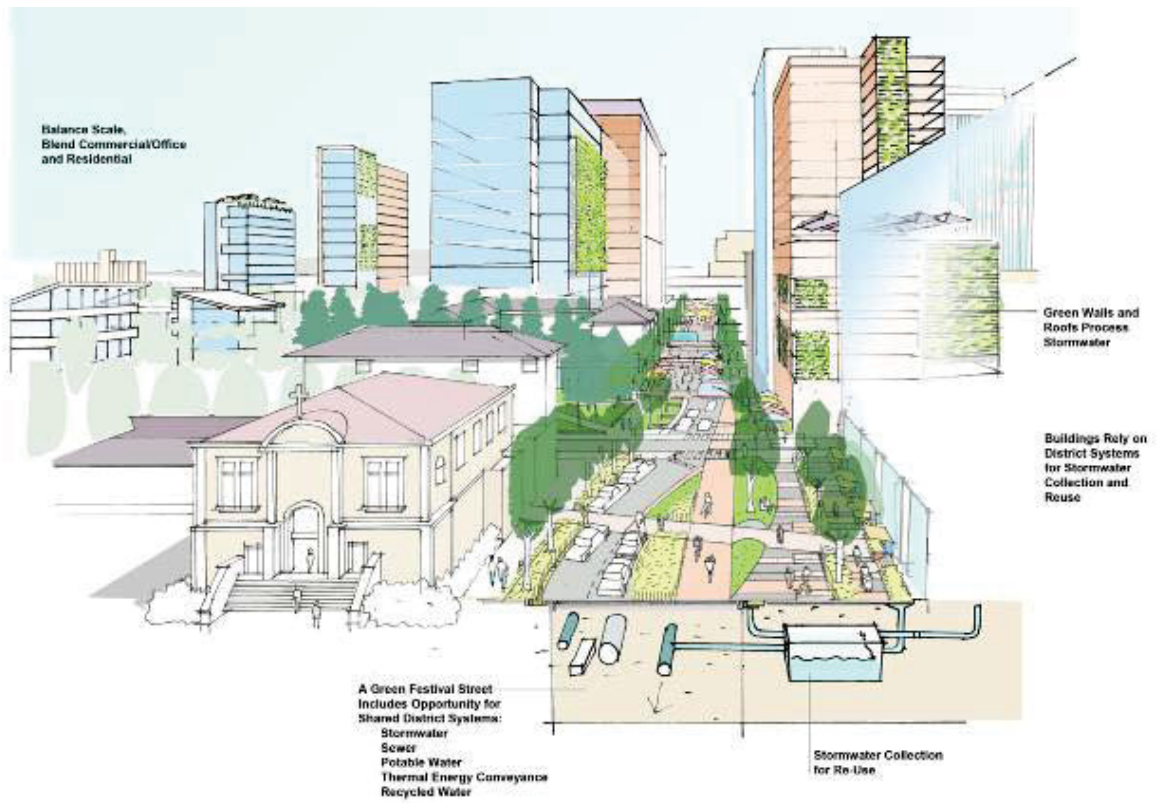 Balance Scale,
Blend Commercial/Office
and Residential
Green Walls and
Roofs Process
Stormwater
Buildings Rely on
District Systems
for Stormwater
Collection and
Reuse
A Green Festival Street
Includes Opportunity for
Shared District Systems:
Stormwater
Sewer
Potable Water
Thermal Energy Conveyance
Recycled Water
Stormwater Collection
for Re-Use